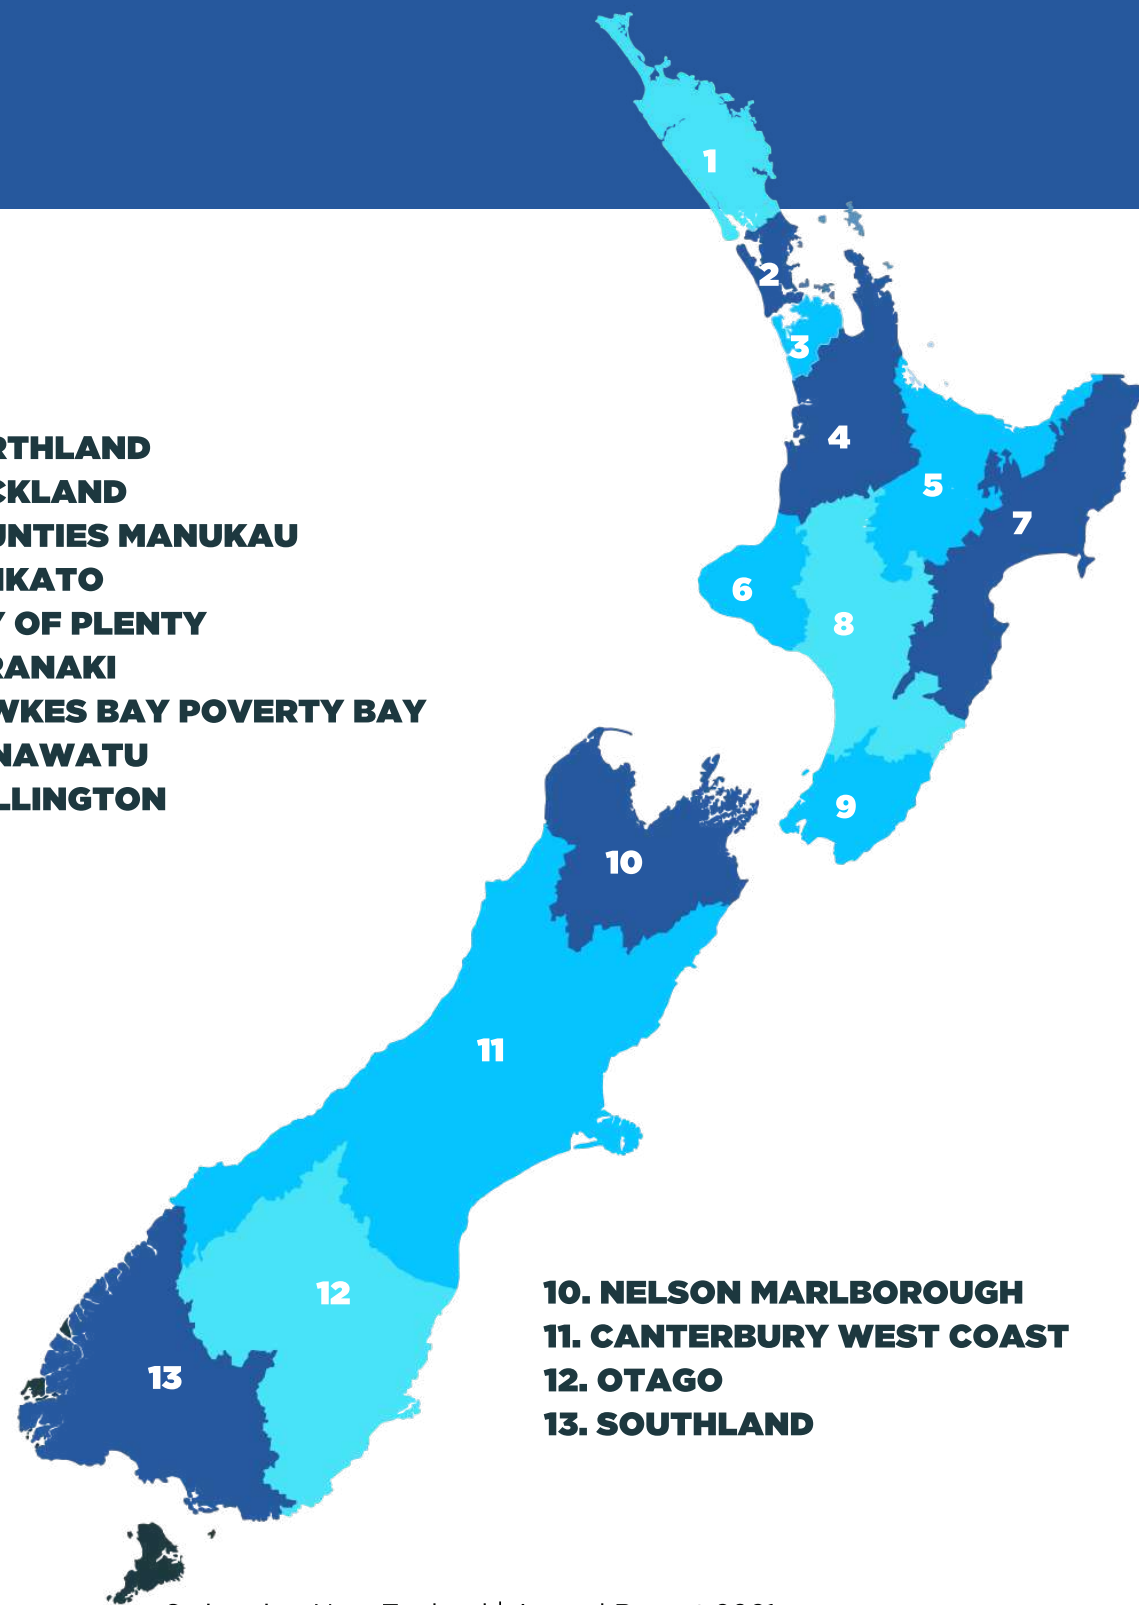 1
2
3
4
5
6
7
8
9
10
11
12
13
RTHLAND
CKLAND
UNTIES MANUKAU
IKATO
Y OF PLENTY
RANAKI
WKES BAY POVERTY BAY
NAWATU
LLINGTON
10. NELSON MARLBOROUGH
11. CANTERBURY WEST COAST
12. OTAGO
13. SOUTHLAND